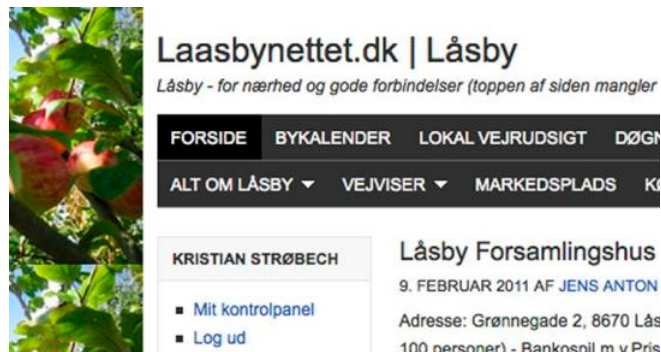 Laasbynettet.dk | Låsby
Låsby - for nærhed og gode forbindelser (toppen af siden mangler
FORSIDE BYKALENDER LOKAL VEJRUDSIGT
ALT OM LÅSBY VEJVISER MARKEDSPLADS
KRISTIAN STRØBECH
Mit kontrolpanel
Log ud
Låsby Forsamlingshus
9. FEBRUAR 2011 AF JENS ANTON
Adresse: Grønnegade 2, 8670
100 personer) - Bankospil m.v